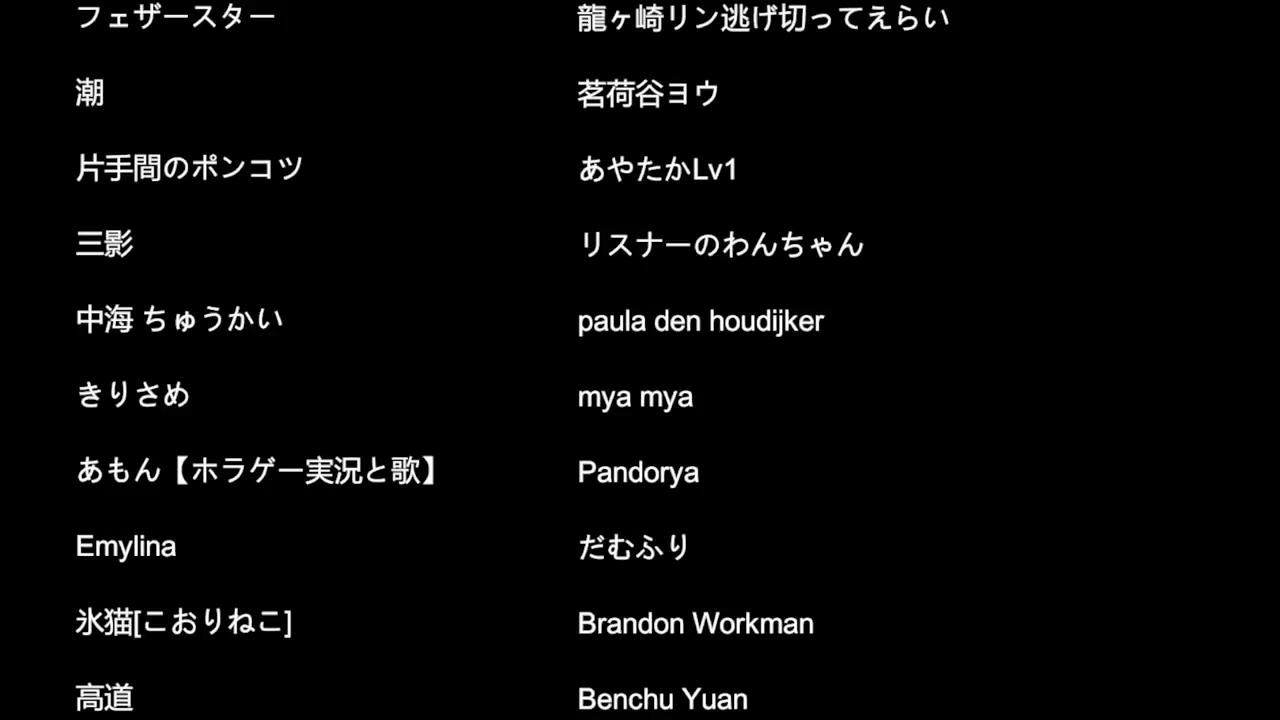 フェザースター
龍ヶ崎リン逃げ切ってえらい
潮
茗荷谷ヨウ
片手間のポンコツ
あやたかLv1
三影
リスナーのわんちゃん
中海 ちゅうかい
paula den houdijker
きりさめ
mya mya
あもん【ホラゲー実況と歌】
Pandorya
Emylina
だむふり
氷猫[こおりねこ]
Brandon Workman
高道
Benchu Yuan